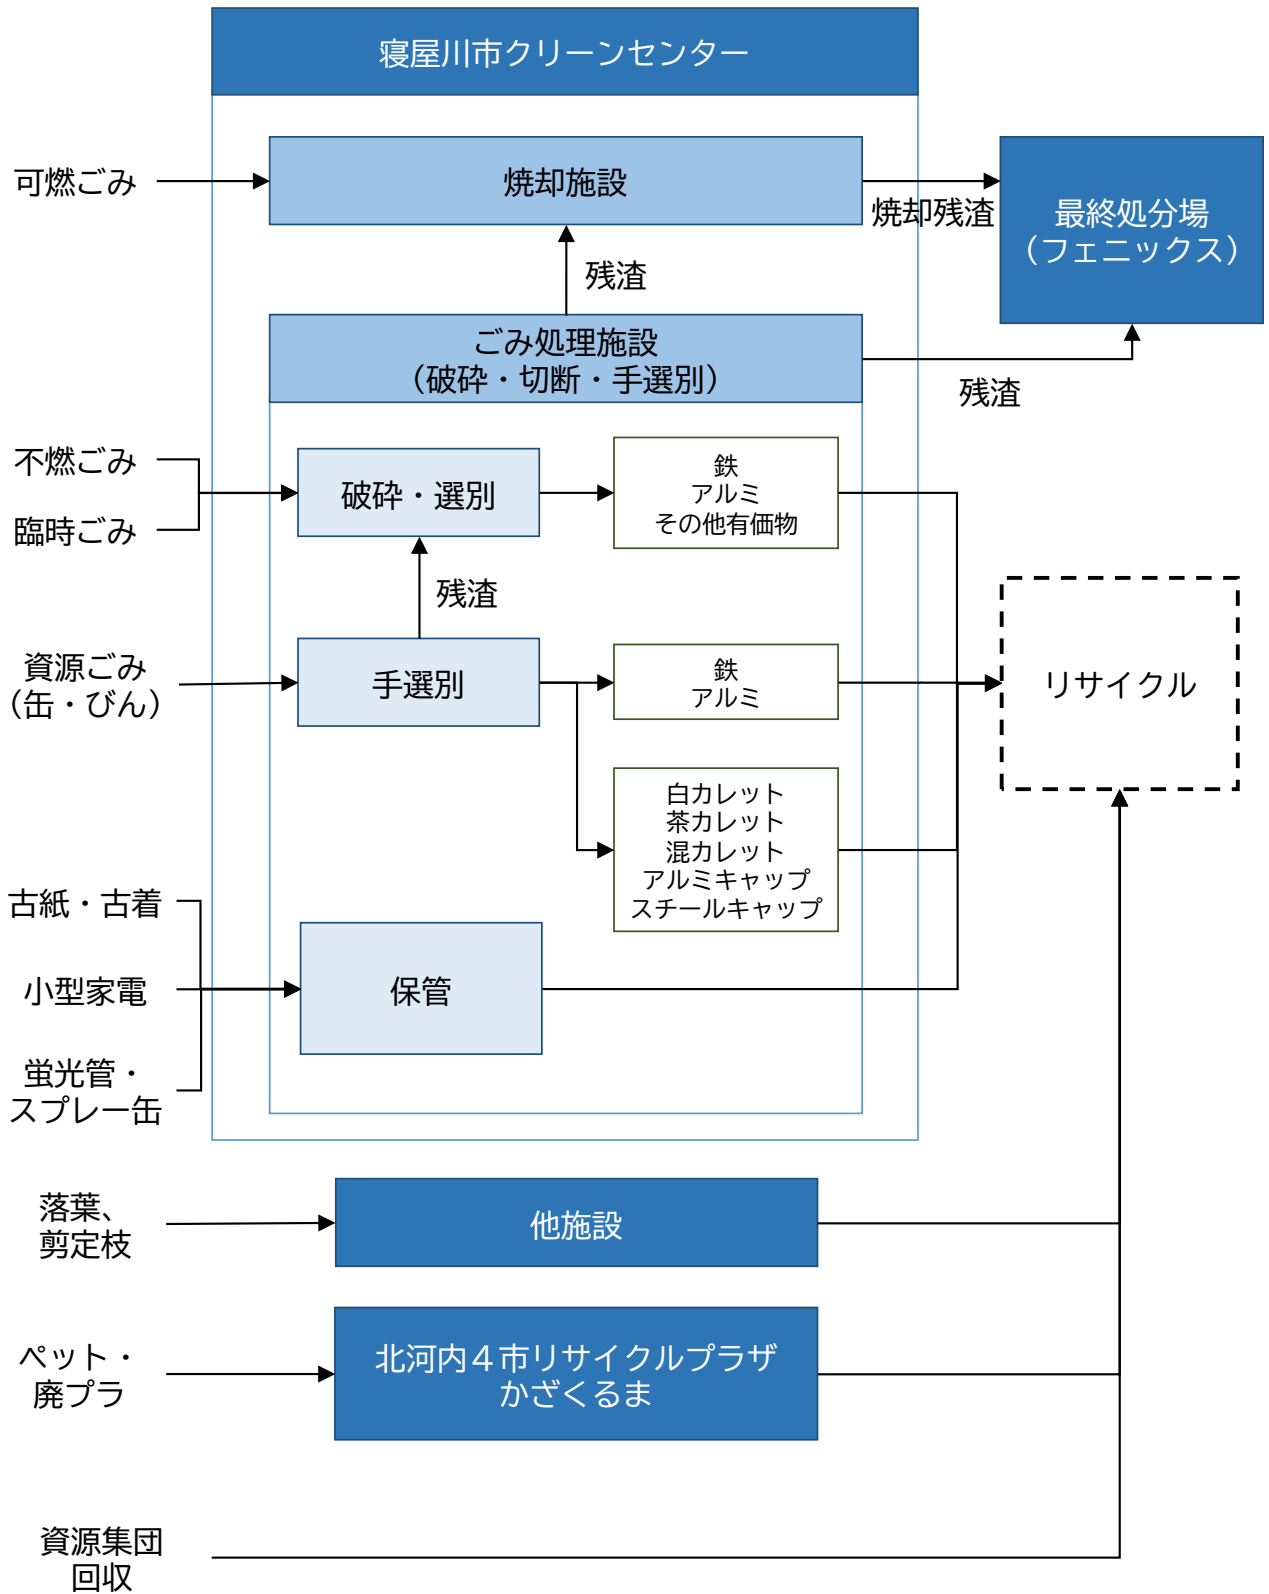 寝屋川市クリーンセンター
可燃ごみ
焼却施設
焼却残渣
最終処分場
（フェニックス）
残渣
ごみ処理施設
（破砕・切断・手選別）
残渣
不燃ごみ
臨時ごみ
破砕・選別
鉄
アルミ
その他有価物
残渣
資源ごみ
（缶・びん）
手選別
鉄
アルミ
リサイクル
白カレット
茶カレット
混カレット
アルミキャップ
スチールキャップ
古紙・古着
小型家電
蛍光管・
スプレー缶
保管
落葉、
剪定枝
他施設
ペット・
廃プラ
北河内４市リサイクルプラザ
かざぐるま
資源集団
回収